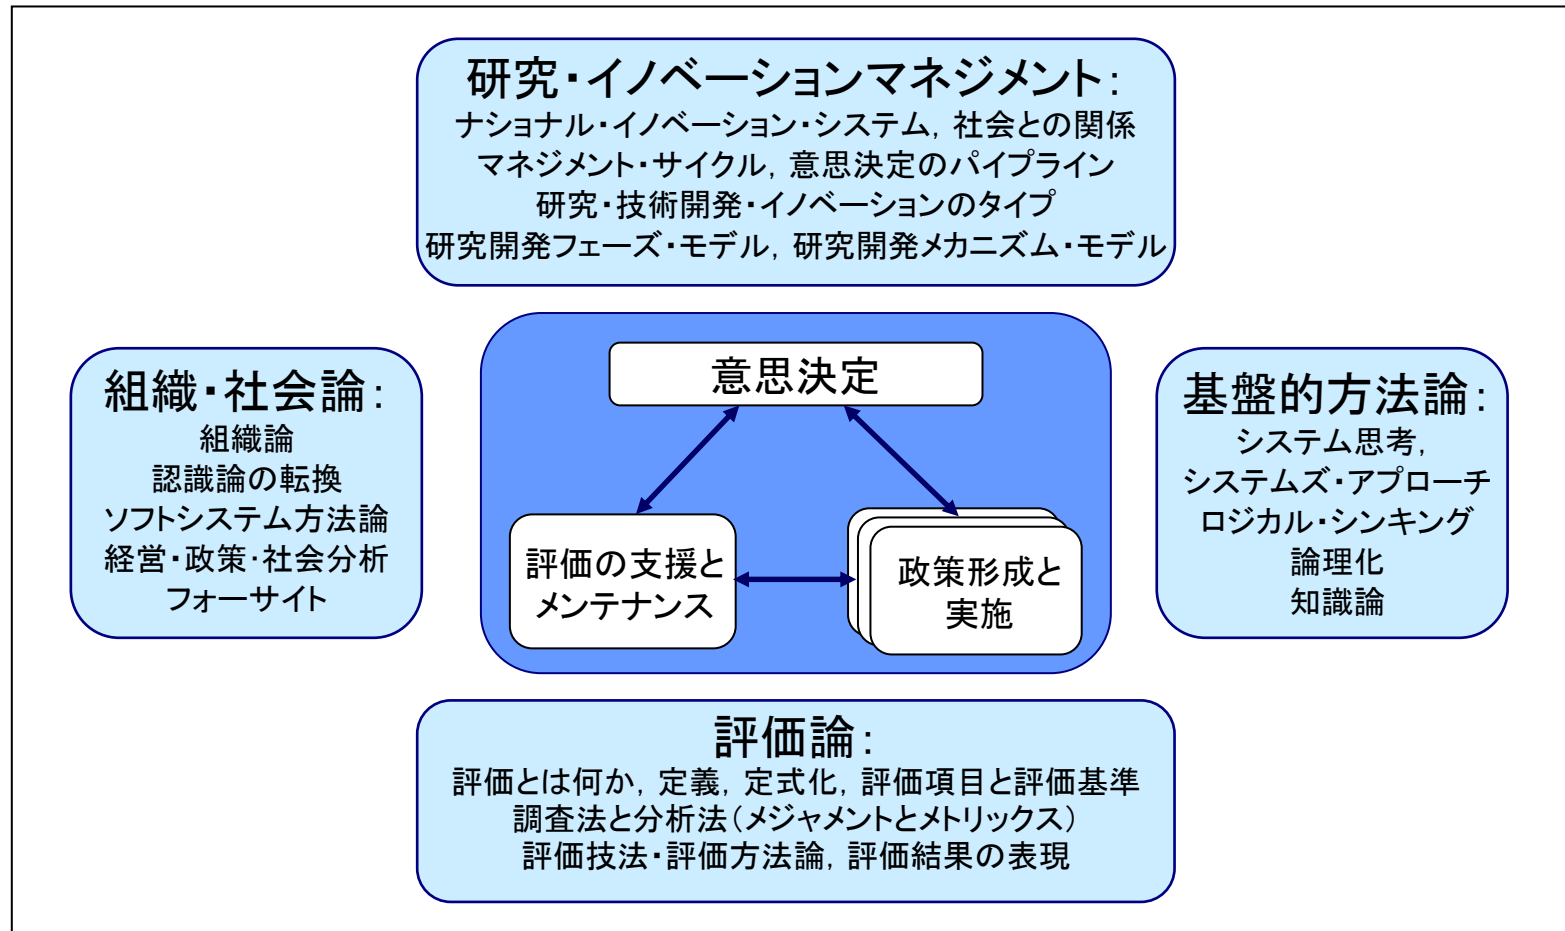 研究・イノベーションマネジメント：
ナショナル・イノベーション・システム，社会との関係
マネジメント・サイクル，意思決定のパイプライン
研究・技術開発・イノベーションのタイプ
研究開発フェーズ・モデル，研究開発メカニズム・モデル
組織・社会論：
組織論
認識論の転換
ソフトシステム方法論
経営・政策・社会分析
フォーサイト
意思決定
評価の支援と
メンテナンス
政策形成と
実施
基盤的方法論：
システム思考，
システムズ・アプローチ
ロジカル・シンキング
論理化
知識論
評価論：
評価とは何か，定義，定式化，評価項目と評価基準
調査法と分析法（メジャメントとメトリックス）
評価技法・評価方法論，評価結果の表現